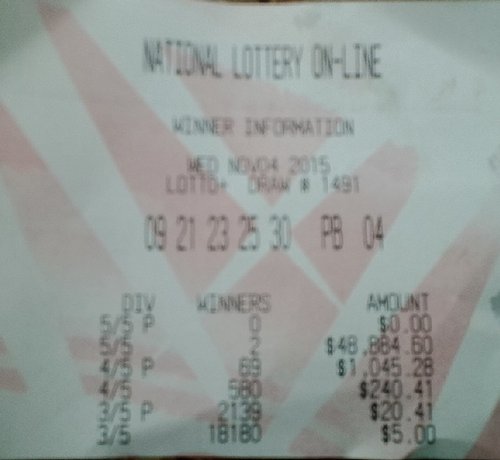 NATIONAL LOTTERY ON-LINE
WINNER INFORMATION
WED NOV04 2015
LOTTO+ DRAW # 1491
09 21 23 25 30 PB 04
DIV WINNERS AMOUNT
5/5 P 0 $0.00
5/5 2 $48,864.60
4/5 P $1,045.28
4/5 580 $240.41
3/5 P 2139 $20.41
3/5 18180 $5.00